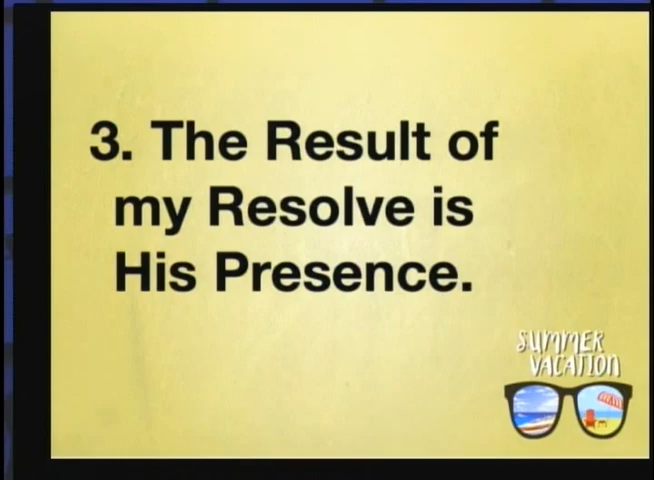 3. The Result of
my Resolve is
His Presence.
SUMMER
VACATION